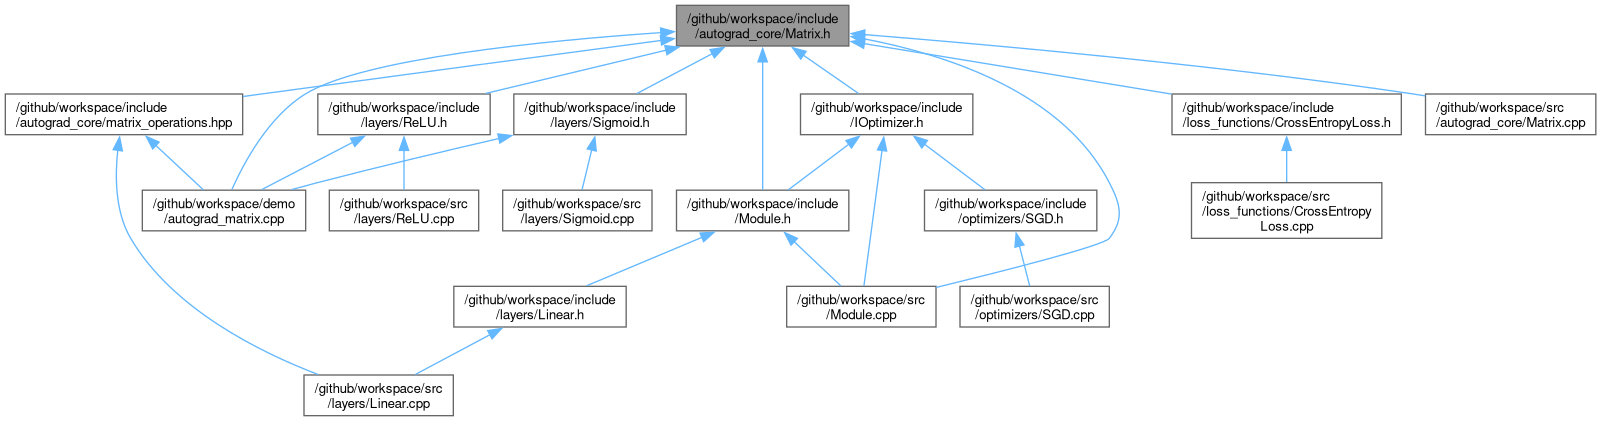 /github/workspace/include
/autograd_core/Matrix.h
/github/workspace/include
/autograd_core/matrix_operations.hpp
/github/workspace/include
/layers/ReLU.h
/github/workspace/include
/layers/Sigmoid.h
/github/workspace/include
/IOptimizer.h
/github/workspace/include
/loss_functions/CrossEntropyLoss.h
/github/workspace/src
/autograd_core/Matrix.cpp
/github/workspace/demo
/autograd_matrix.cpp
/github/workspace/src
/layers/ReLU.cpp
/github/workspace/src
/layers/Sigmoid.cpp
/github/workspace/include
/Module.h
/github/workspace/include
/optimizers/SGD.h
/github/workspace/src
/loss_functions/CrossEntropy
Loss.cpp
/github/workspace/include
/layers/Linear.h
/github/workspace/src
/Module.cpp
/github/workspace/src
/optimizers/SGD.cpp
/github/workspace/src
/layers/Linear.cpp